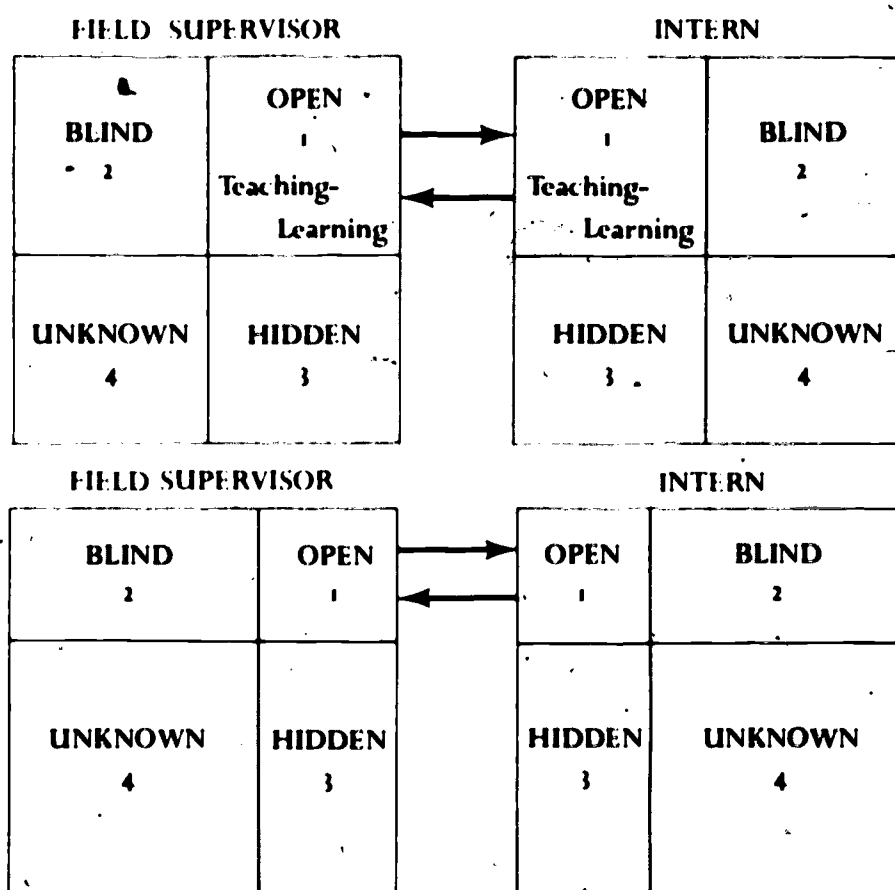 FIELD SUPERVISOR
INTERN
BLIND
2
OPEN
1
Teaching-
Learning
OPEN
1
Teaching-
Learning
BLIND
2
UNKNOWN
4
HIDDEN
3
HIDDEN
3
UNKNOWN
4
FIELD SUPERVISOR
INTERN
BLIND
2
OPEN
1
OPEN
1
BLIND
2
UNKNOWN
4
HIDDEN
3
HIDDEN
3
UNKNOWN
4